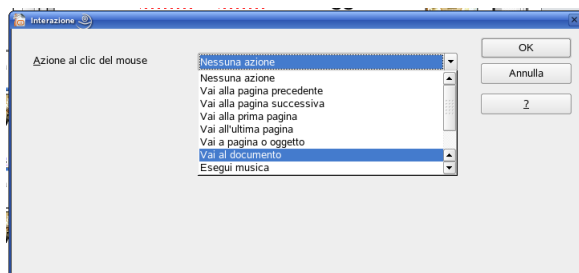 Interazione
OK
Azione al clic del mouse
Nessuna azione
Annulla
Nessuna azione
Vai alla pagina precedente
Vai alla pagina successiva
?
Vai alla prima pagina
Vai all'ultima pagina
Vai a pagina o oggetto
Vai al documento
Esegui musica